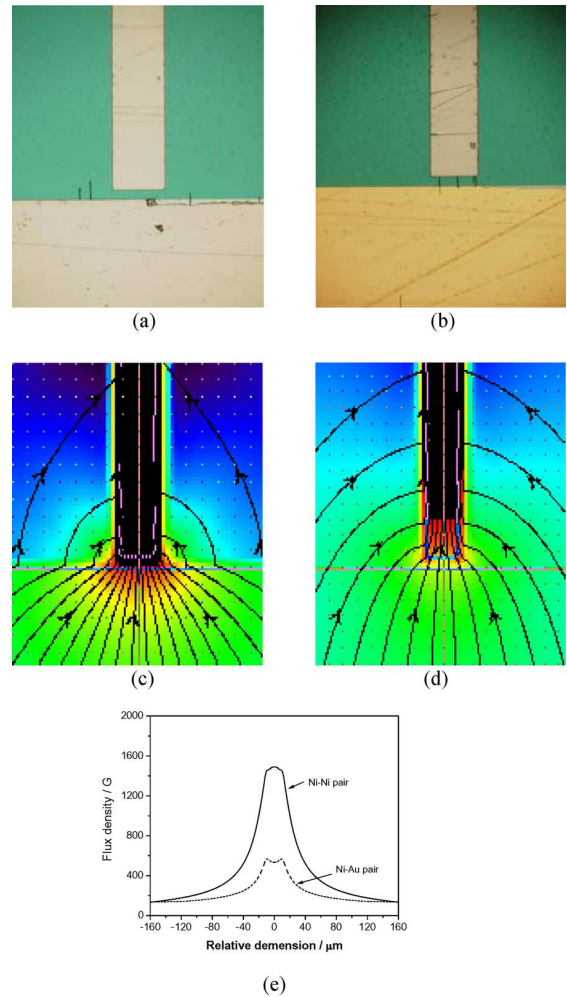 (a)
(b)
(c)
(d)
2000
1600
1200
800
400
0
Flux density / G
Ni-Ni pair
Ni-Au pair
-160 -120 -80 -40 0 40 80 120 160
Relative demension / μm
(e)